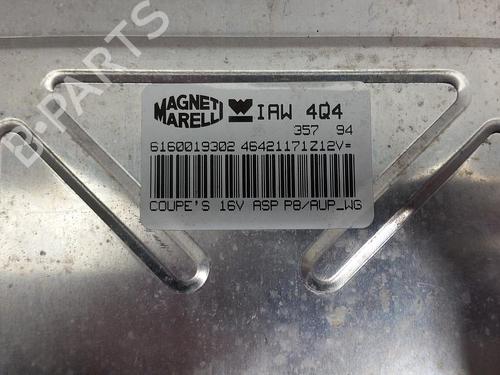 B-PARTS
MAGNETI MARELLI IAW 4Q4
357 94
6160019302 46421171Z12V=
COUPE'S 16V ASP P8/AUP_WG